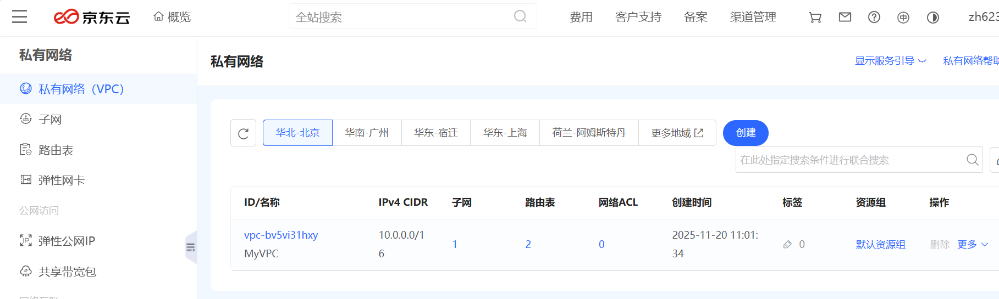 京东云
概览
全站搜索
费用
客户支持
备案
渠道管理
zh623
私有网络
私有网络（VPC）
子网
路由表
弹性网卡
公网访问
弹性公网IP
共享带宽包
私有网络
显示服务引导
私有网络帮助
华北-北京
华南-广州
华东-宿迁
华东-上海
荷兰-阿姆斯特丹
更多地域
创建
在此处指定搜索条件进行联合搜索
ID/名称 IPv4 CIDR 子网 路由表 网络ACL 创建时间 标签 资源组 操作
vpc-bv5vi31hxy
MyVPC
10.0.0.0/1
6
1
2
0
2025-11-20 11:01:
34
0
默认资源组
删除 更多